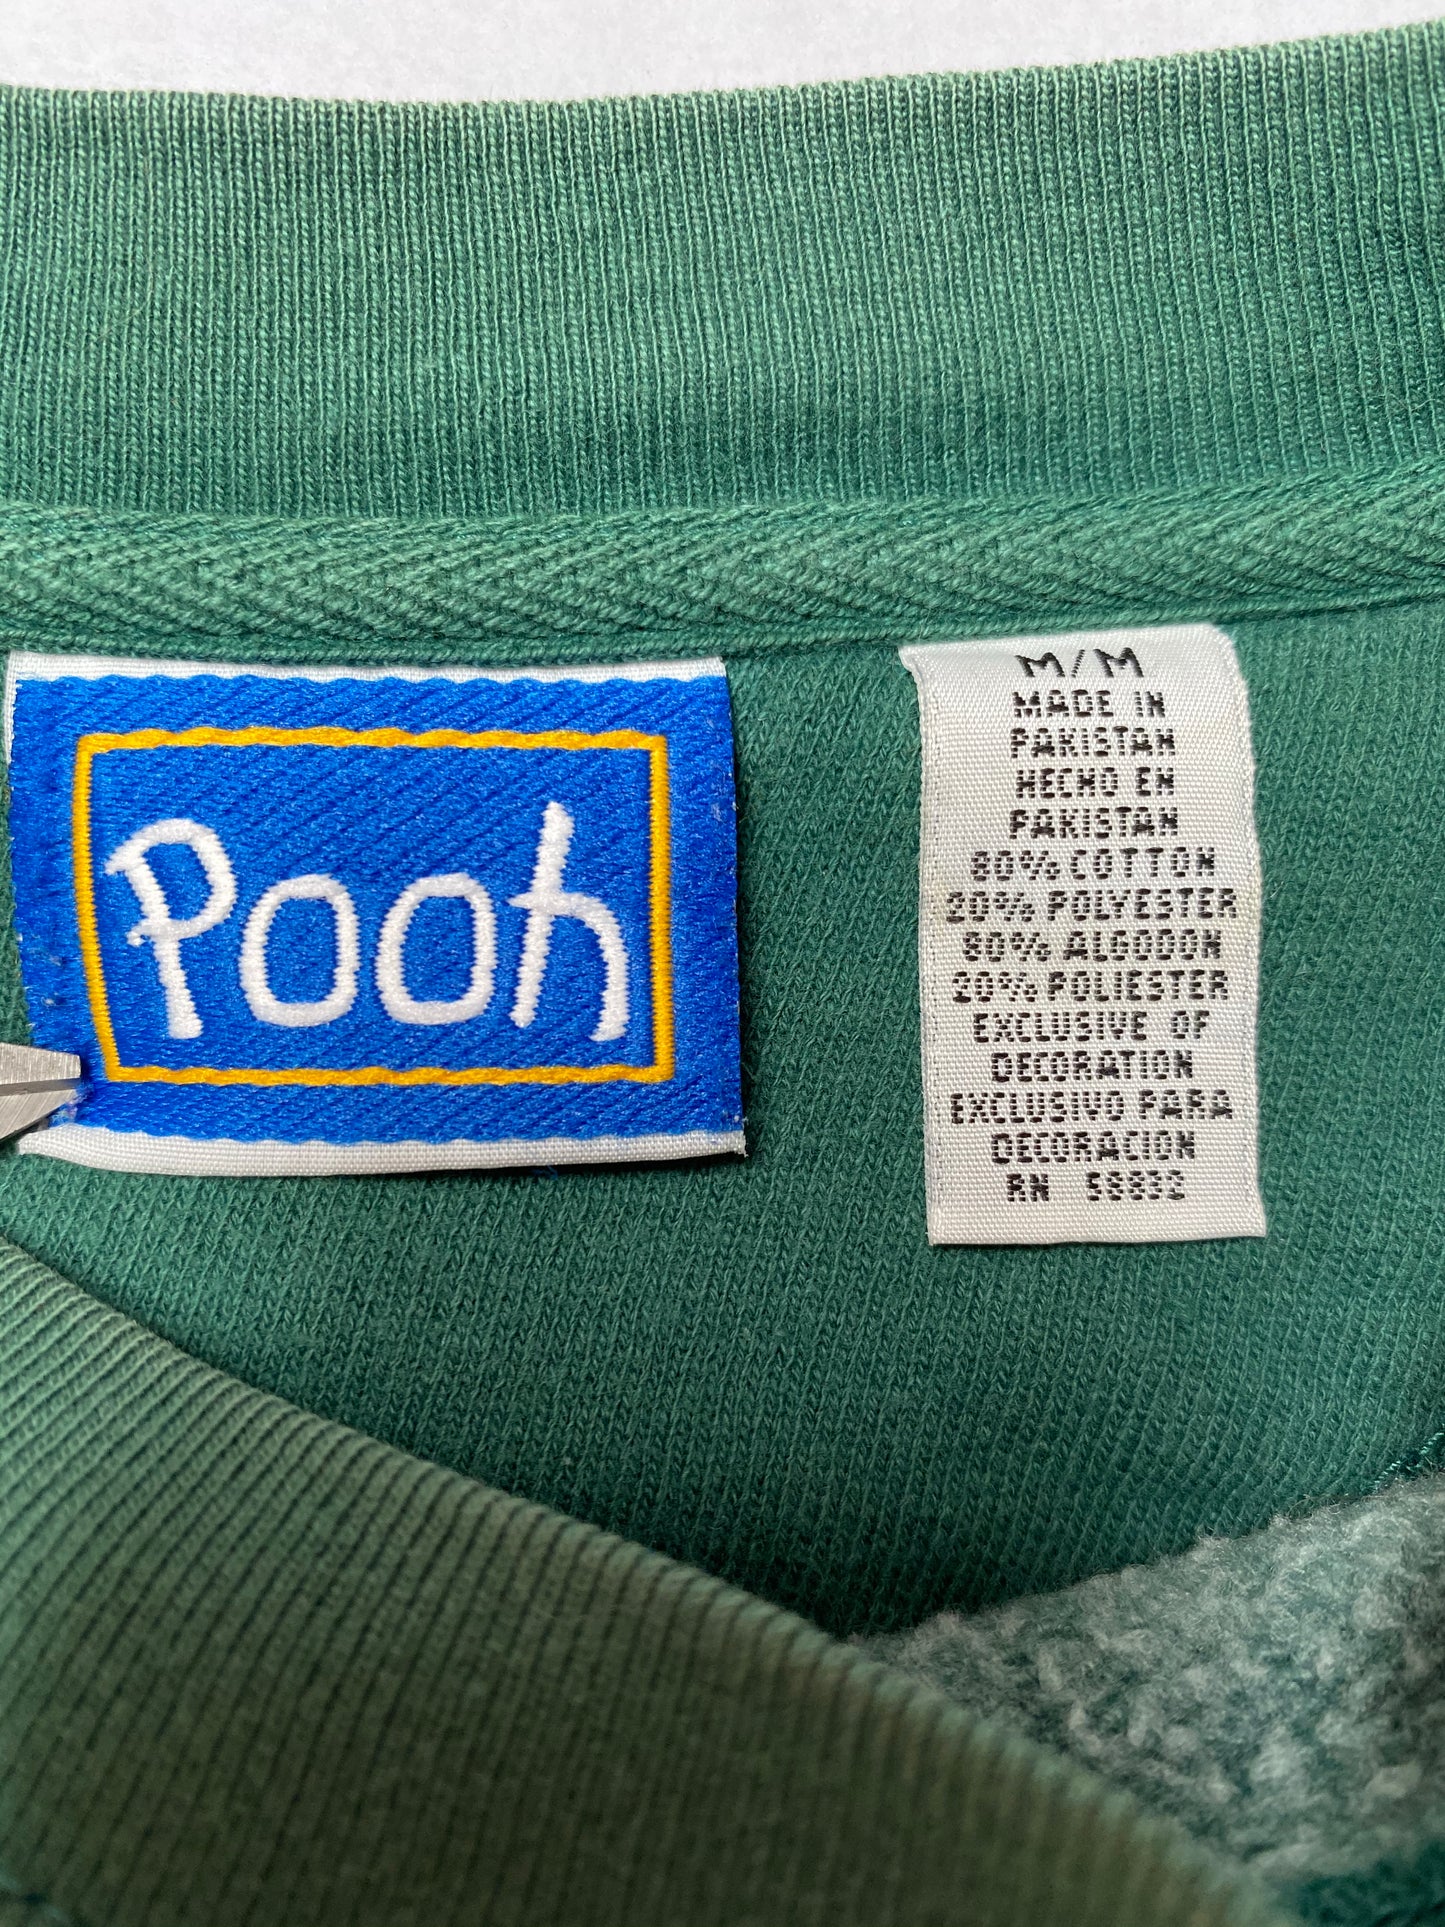 Pooh
M/M
MADE IN
PAKISTAN
HECHO EN
PAKISTAN
80% COTTON
20% POLYESTER
80% ALGODON
20% POLIESTER
EXCLUSIVE OF
DECORATION
EXCLUSIVO PARA
DECORACION
RN